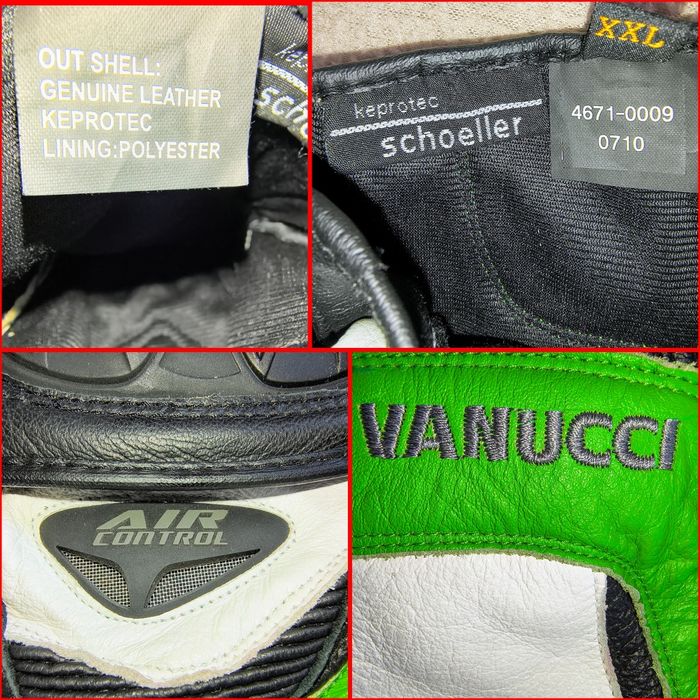 OUT SHELL:
GENUINE LEATHER
KEPROTEC
LINING:POLYESTER
XXL
keprotec
schoeller
4671-0009
0710
AIR
CONTROL
VANUCCI